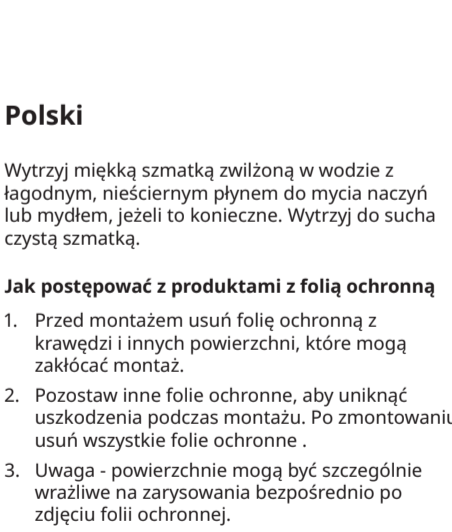 Polski
Wytrzyj miękką szmatką zwilżoną w wodzie z
łagodnym, nieściernym płynem do mycia naczyń
lub mydłem, jeżeli to konieczne. Wytrzyj do sucha
czystą szmatką.
Jak postępować z produktami z folią ochronną
1. Przed montażem usuń folię ochronną z
krawędzi i innych powierzchni, które mogą
zakłócać montaż.
2. Pozostaw inne folie ochronne, aby uniknąć
uszkodzenia podczas montażu. Po zmontowaniu
usuń wszystkie folie ochronne .
3. Uwaga - powierzchnie mogą być szczególnie
wrażliwe na zarysowania bezpośrednio po
zdjęciu folii ochronnej.